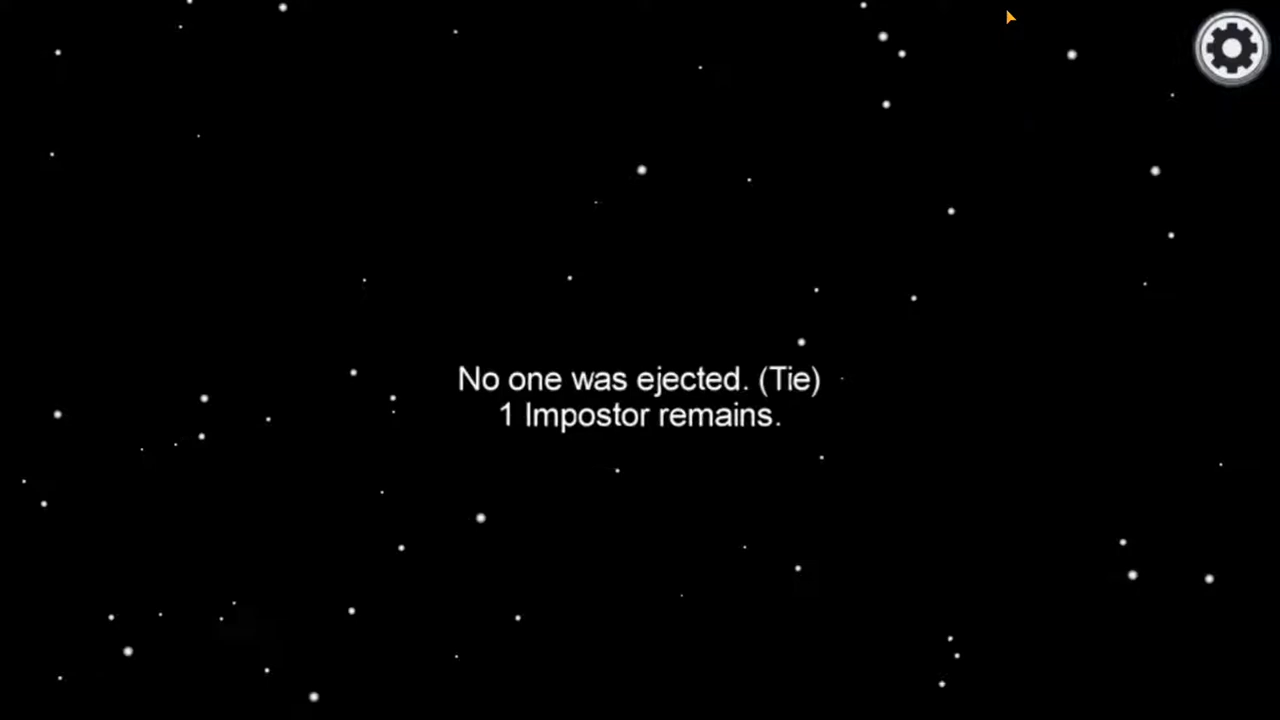 No one was ejected. (Tie)
1 Impostor remains.